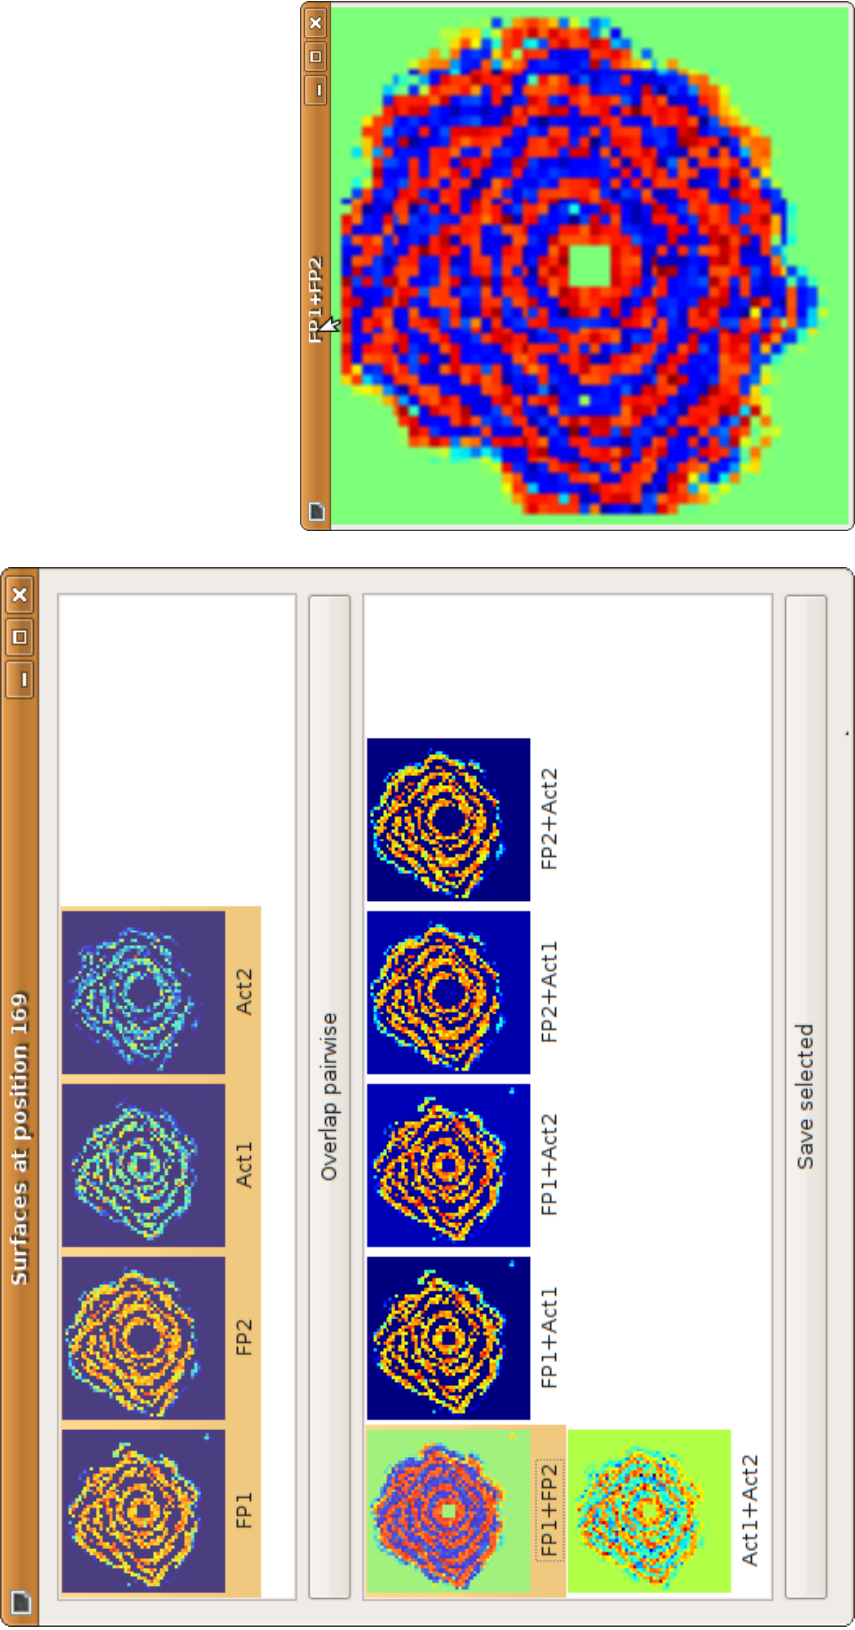 Surfaces at position 169
FP1
FP2
Act1
Act2
Overlap pairwise
FP1+FP2
FP1+Act1
FP1+Act2
FP2+Act1
FP2+Act2
Act1+Act2
Save selected
FP1+FP2